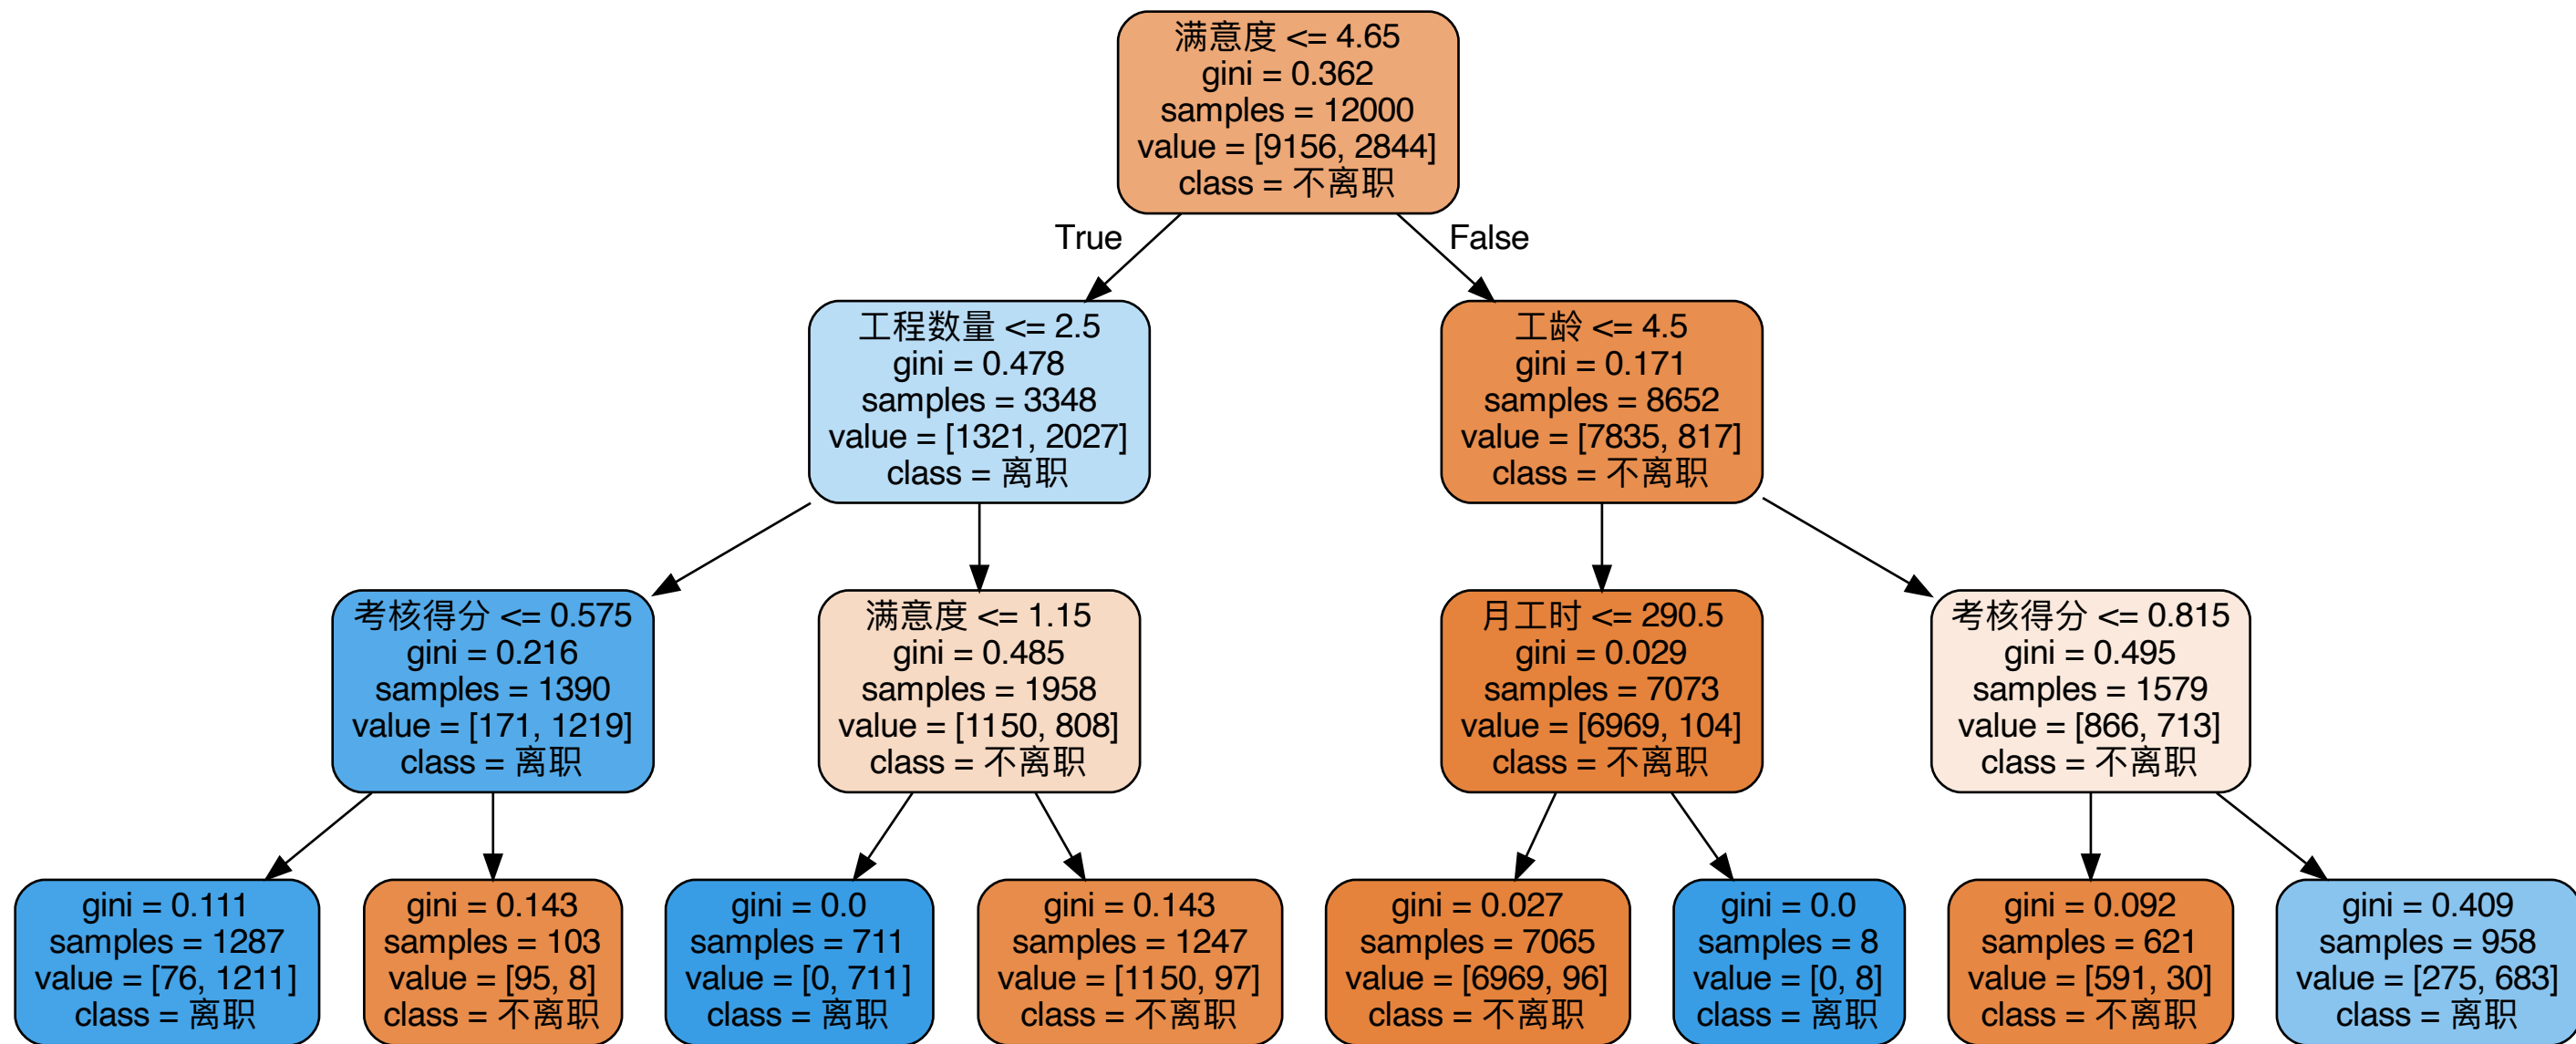 满意度 <= 4.65
gini = 0.362
samples = 12000
value = [9156, 2844]
class = 不离职
True
False
工程数量 <= 2.5
gini = 0.478
samples = 3348
value = [1321, 2027]
class = 离职
工龄 <= 4.5
gini = 0.171
samples = 8652
value = [7835, 817]
class = 不离职
考核得分 <= 0.575
gini = 0.216
samples = 1390
value = [171, 1219]
class = 离职
满意度 <= 1.15
gini = 0.485
samples = 1958
value = [1150, 808]
class = 不离职
月工时 <= 290.5
gini = 0.029
samples = 7073
value = [6969, 104]
class = 不离职
考核得分 <= 0.815
gini = 0.495
samples = 1579
value = [866, 713]
class = 不离职
gini = 0.111
samples = 1287
value = [76, 1211]
class = 离职
gini = 0.143
samples = 103
value = [95, 8]
class = 不离职
gini = 0.0
samples = 711
value = [0, 711]
class = 离职
gini = 0.143
samples = 1247
value = [1150, 97]
class = 不离职
gini = 0.027
samples = 7065
value = [6969, 96]
class = 不离职
gini = 0.0
samples = 8
value = [0, 8]
class = 离职
gini = 0.092
samples = 621
value = [591, 30]
class = 不离职
gini = 0.409
samples = 958
value = [275, 683]
class = 离职